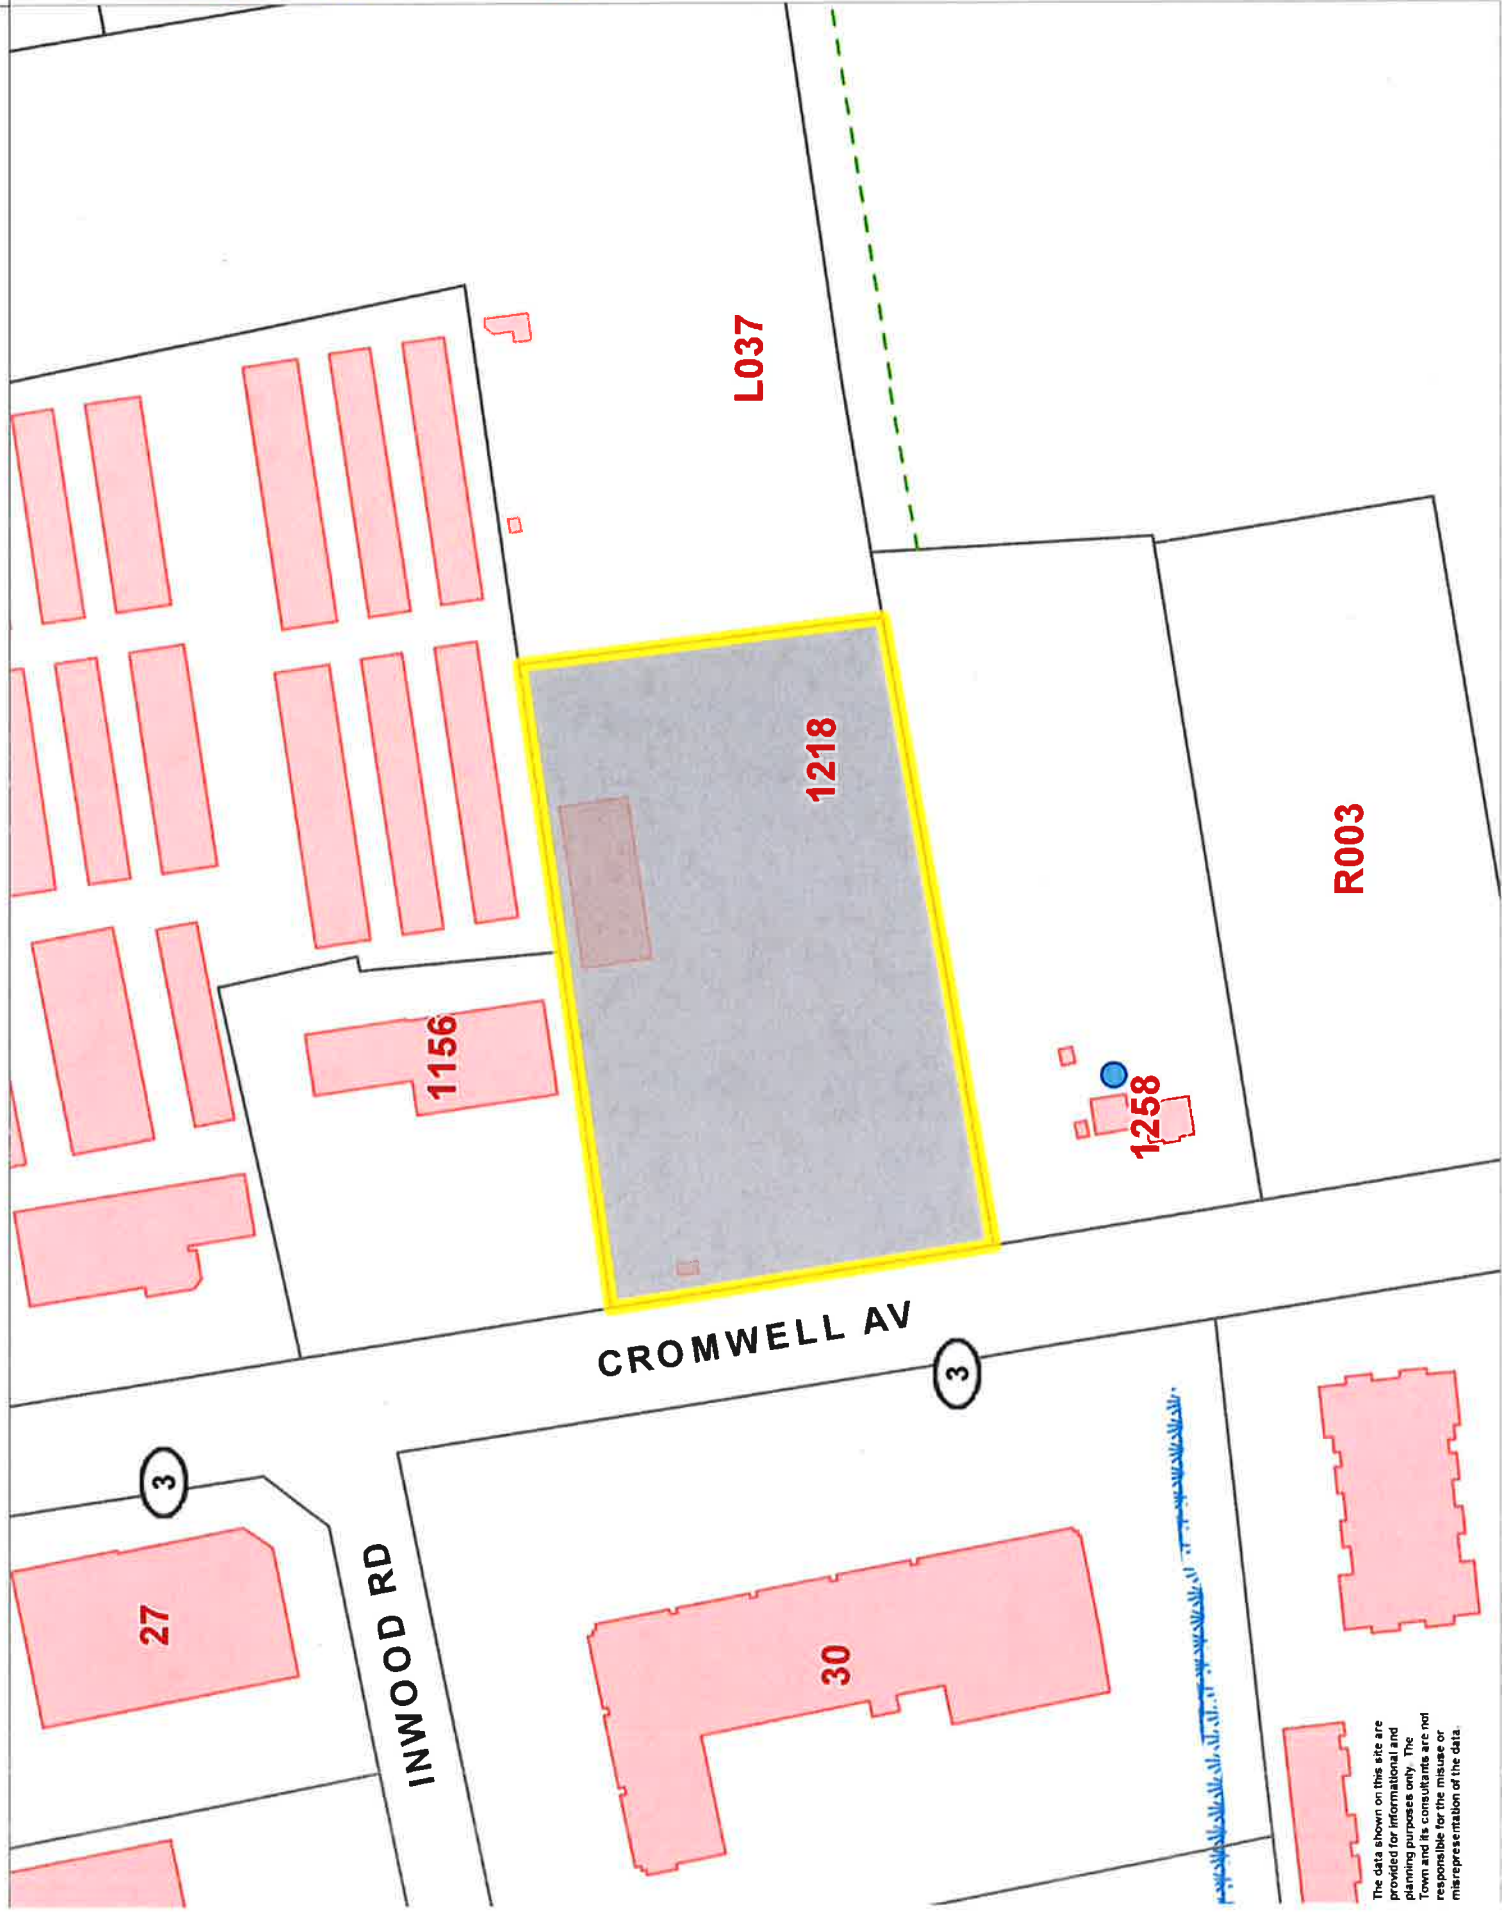 L037
1218
1156
R003
1258
CROMWELL AV
3
3
INWOOD RD
27
30
The data shown on this site are
provided for informational and
planning purposes only. The
Town and its consultants are not
responsible for the misuse or
misrepresentation of the data.